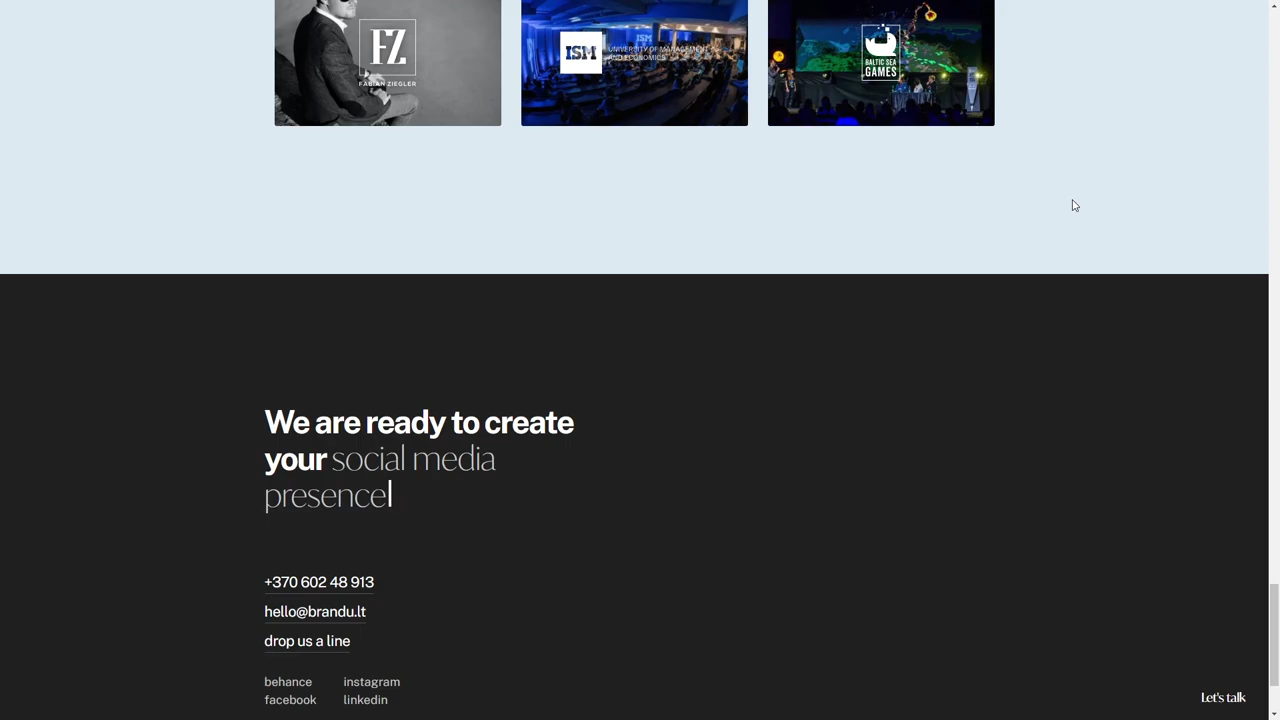 FZ
FABIAN ZIEGLER
ISM
UNIVERSITY OF MANAGEMENT
AND ECONOMICS
BALTIC SEA
GAMES
We are ready to create
your social media
presence
+370 602 48 913
hello@brandu.lt
drop us a line
behance instagram
facebook linkedin
Let's talk